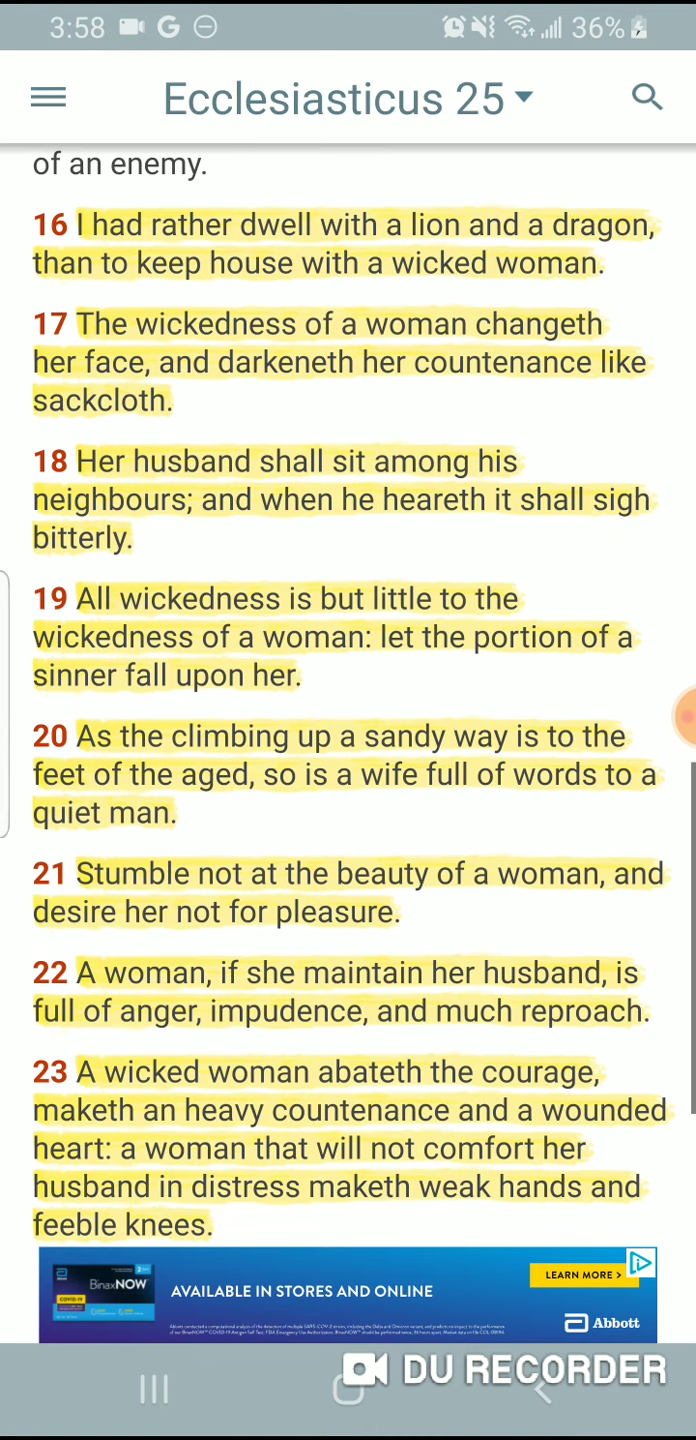 3:58 G 36%
Ecclesiasticus 25
of an enemy.
16 I had rather dwell with a lion and a dragon,
than to keep house with a wicked woman.
17 The wickedness of a woman changeth
her face, and darkeneth her countenance like
sackcloth.
18 Her husband shall sit among his
neighbours; and when he heareth it shall sigh
bitterly.
19 All wickedness is but little to the
wickedness of a woman: let the portion of a
sinner fall upon her.
20 As the climbing up a sandy way is to the
feet of the aged, so is a wife full of words to a
quiet man.
21 Stumble not at the beauty of a woman, and
desire her not for pleasure.
22 A woman, if she maintain her husband, is
full of anger, impudence, and much reproach.
23 A wicked woman abateth the courage,
maketh an heavy countenance and a wounded
heart: a woman that will not comfort her
husband in distress maketh weak hands and
feeble knees.
BinaxNOW
COVID-19
AVAILABLE IN STORES AND ONLINE
LEARN MORE >
Abbott
DU RECORDER